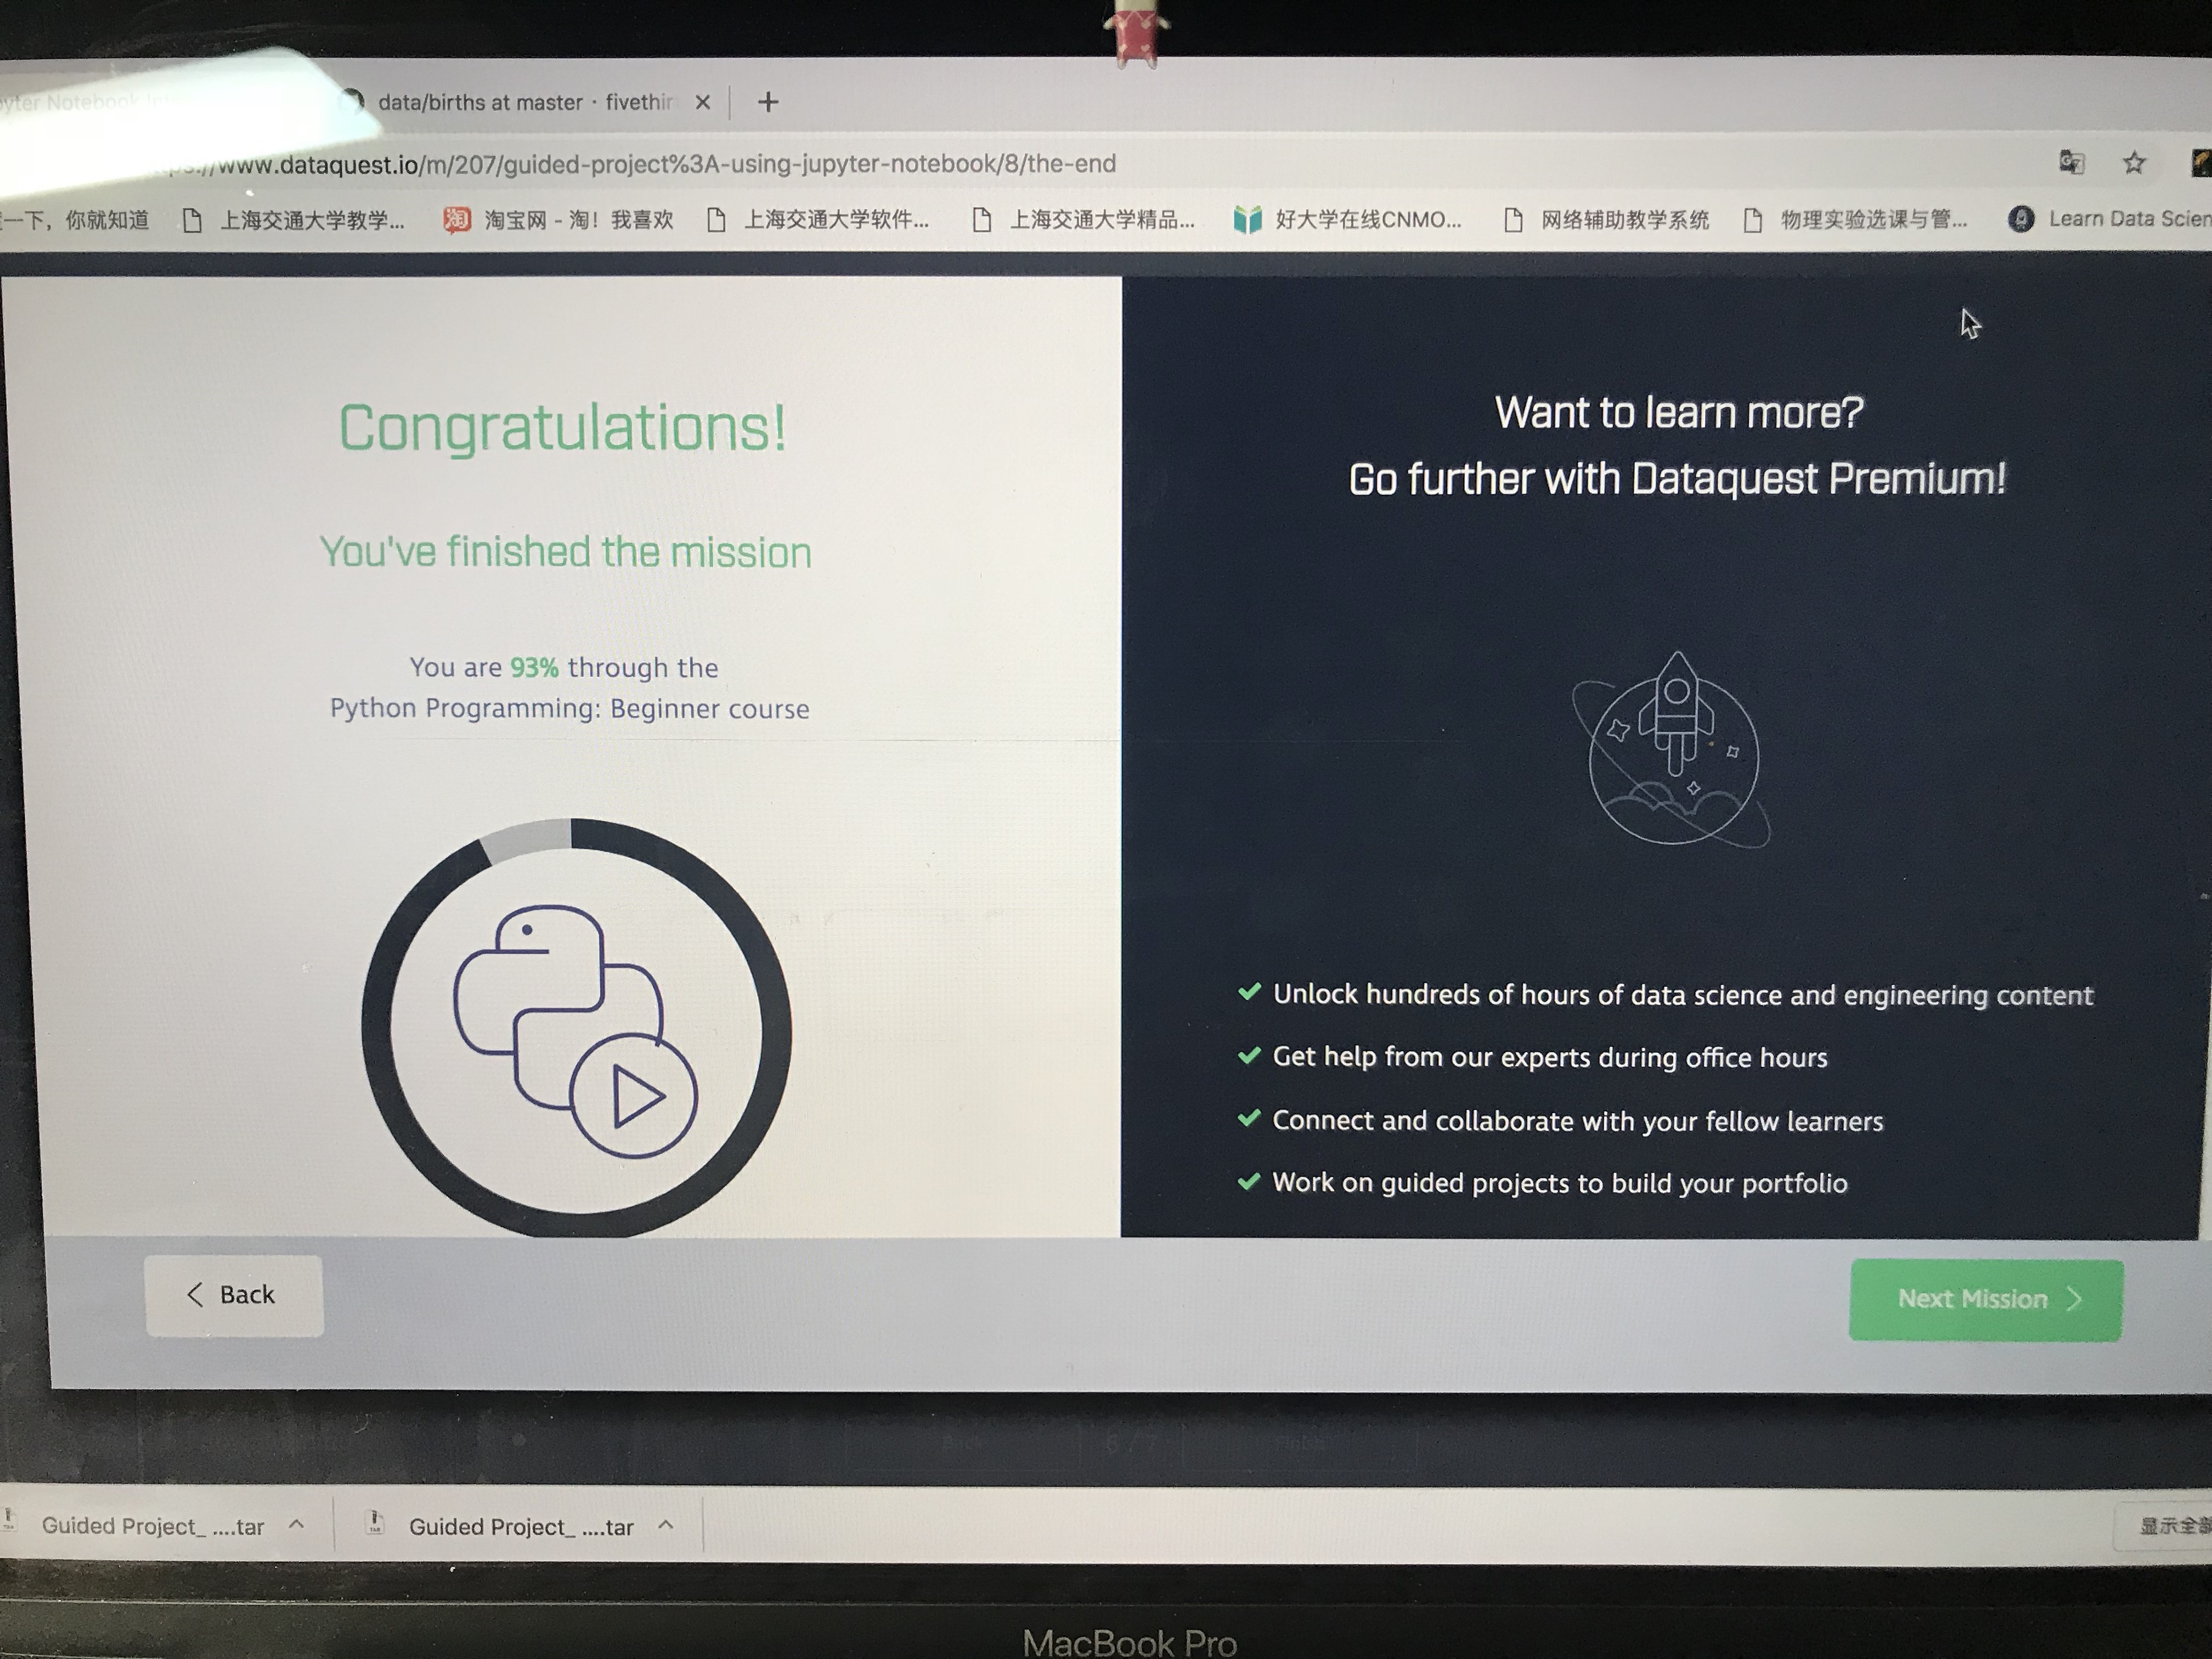 yter Notebook
data/births at master · fivethir
www.dataquest.io/m/207/guided-project%3A-using-jupyter-notebook/8/the-end
一下，你就知道
上海交通大学教学...
淘宝网 - 淘！我喜欢
上海交通大学软件...
上海交通大学精品...
好大学在线CNMO...
网络辅助教学系统
物理实验选课与管...
Learn Data Scien
Congratulations!
You've finished the mission
You are 93% through the
Python Programming: Beginner course
Want to learn more?
Go further with Dataquest Premium!
Unlock hundreds of hours of data science and engineering content
Get help from our experts during office hours
Connect and collaborate with your fellow learners
Work on guided projects to build your portfolio
Back
Next Mission
Back
6 / 7
Finish
Guided Project_ ....tar
Guided Project_ ....tar
显示全部
MacBook Pro